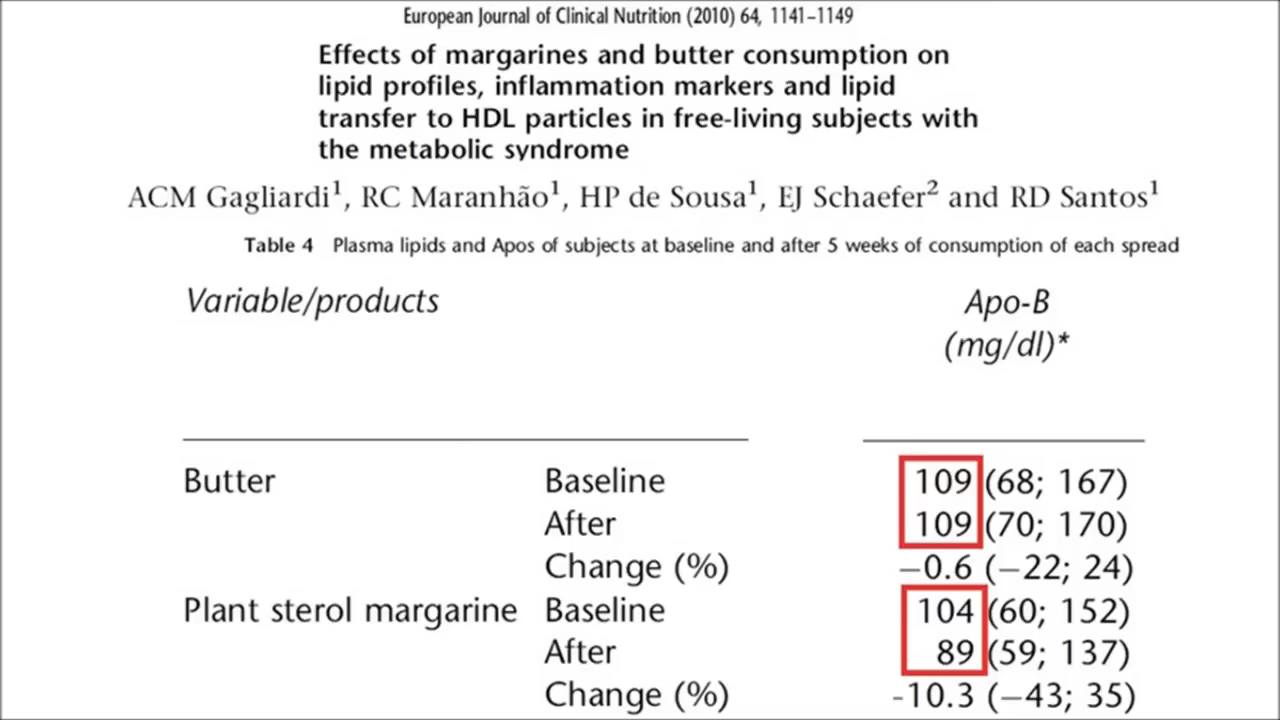 European Journal of Clinical Nutrition (2010) 64, 1141–1149
Effects of margarines and butter consumption on
lipid profiles, inflammation markers and lipid
transfer to HDL particles in free-living subjects with
the metabolic syndrome
ACM Gagliardi¹, RC Maranhão¹, HP de Sousa¹, EJ Schaefer² and RD Santos¹
Table 4 Plasma lipids and Apos of subjects at baseline and after 5 weeks of consumption of each spread
Variable/products Apo-B
(mg/dl)*
Butter Baseline 109 (68; 167)
After 109 (70; 170)
Change (%) −0.6 (−22; 24)
Plant sterol margarine Baseline 104 (60; 152)
After 89 (59; 137)
Change (%) -10.3 (−43; 35)